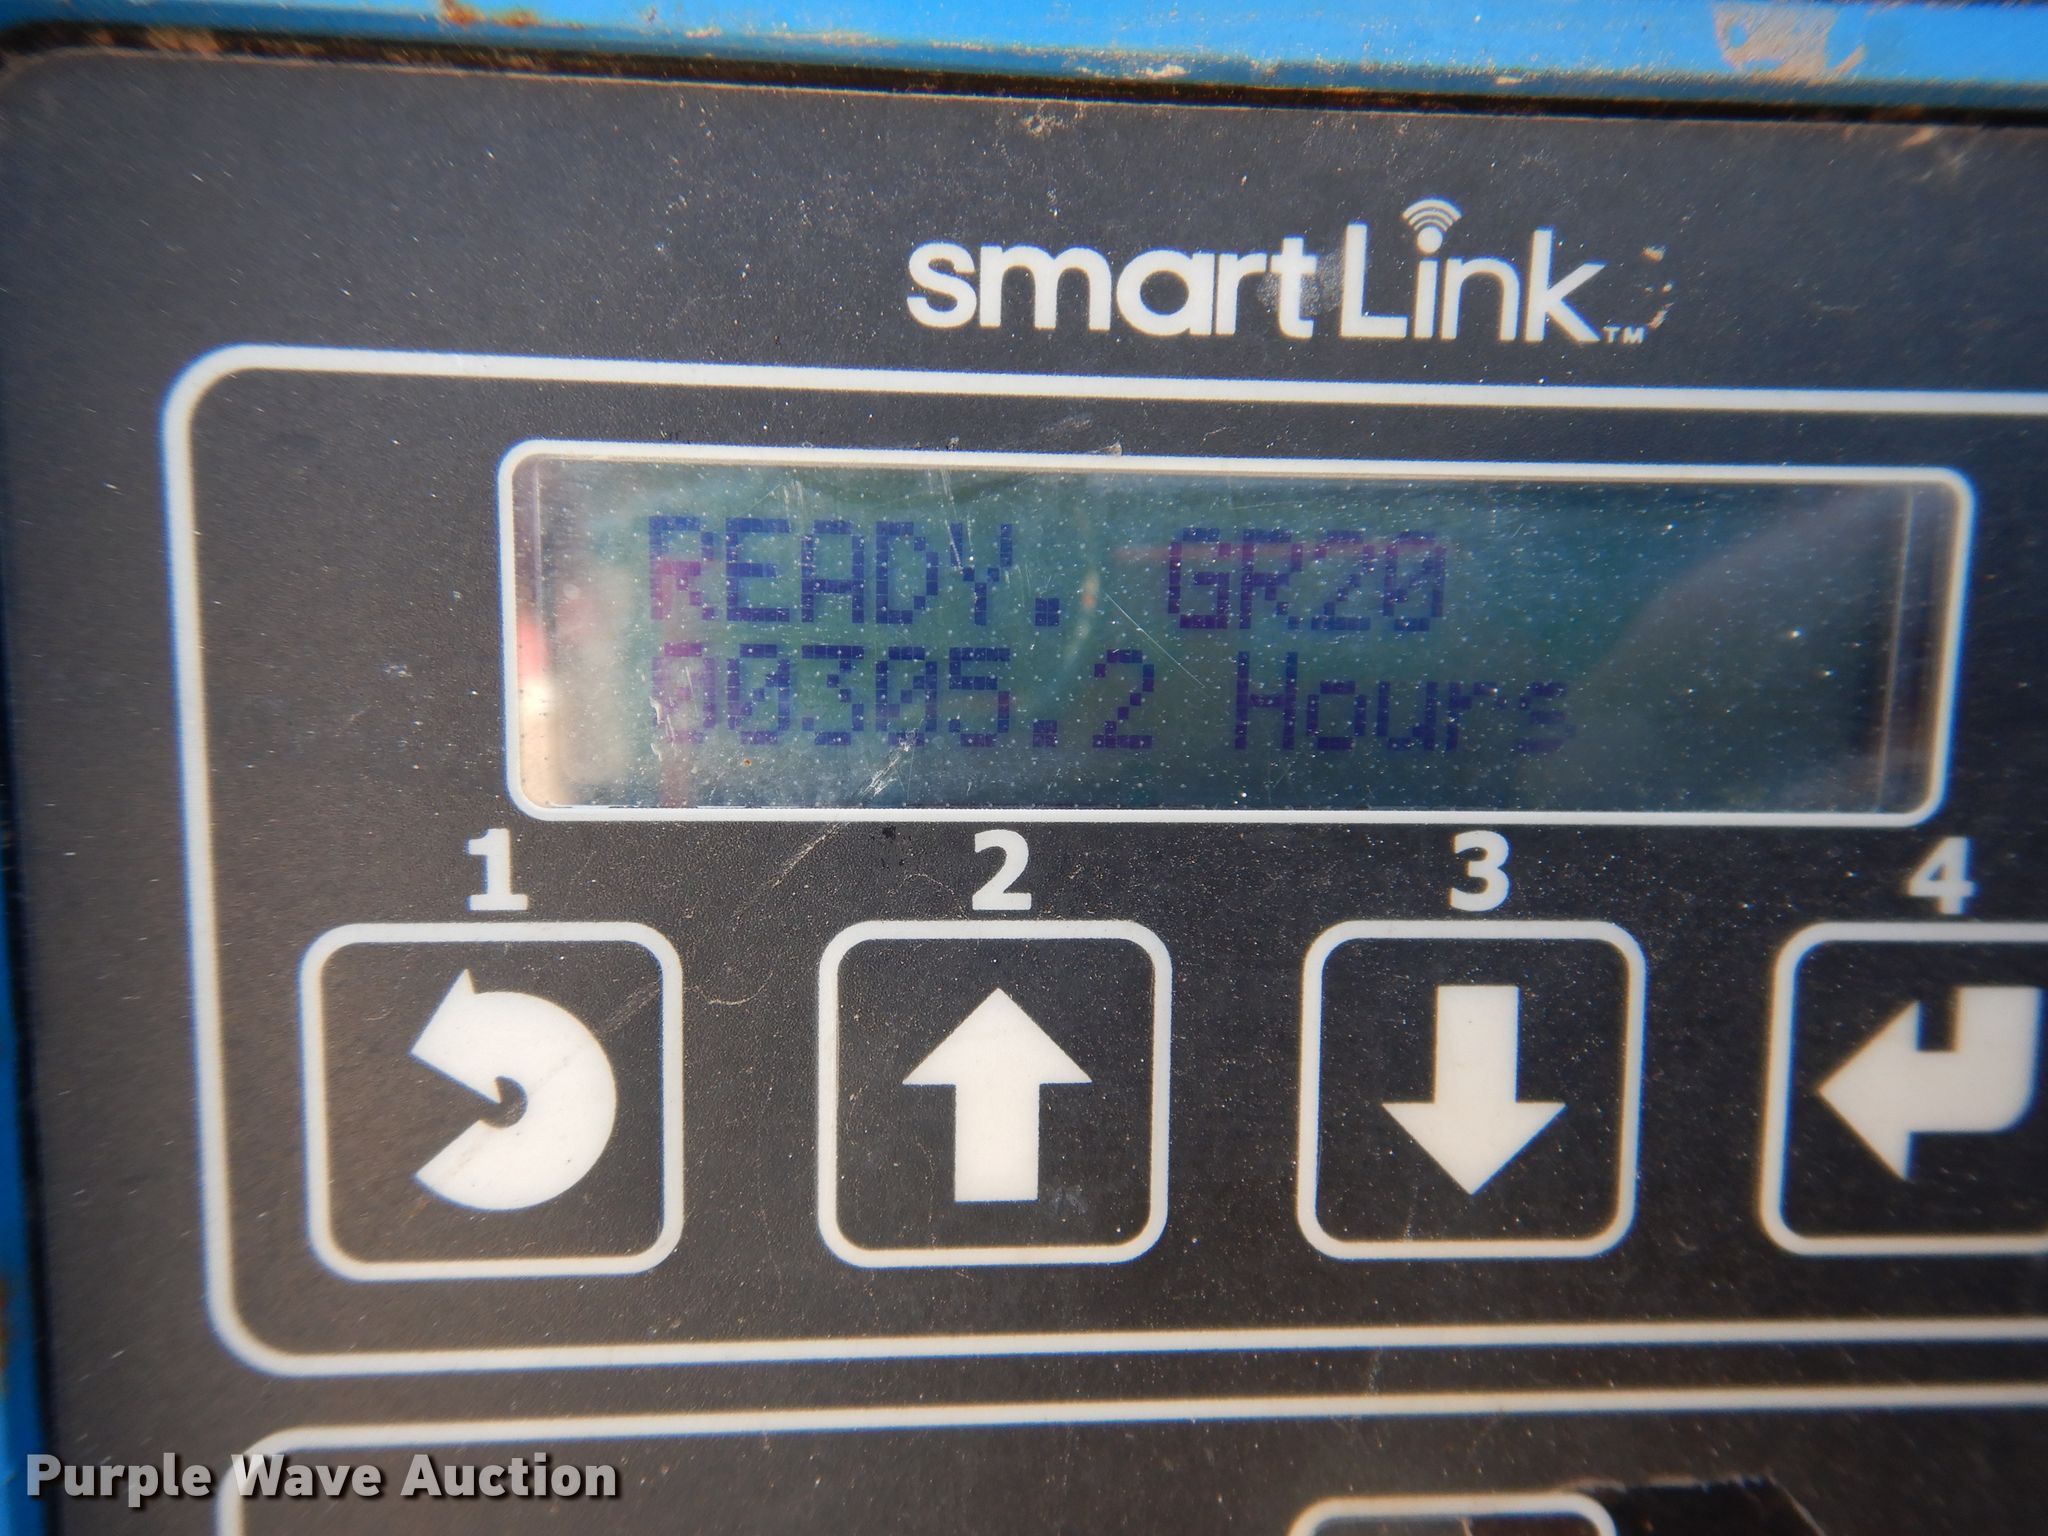 smartLink™
READY. GR20
00305.2 Hours
1 2 3 4
Purple Wave Auction